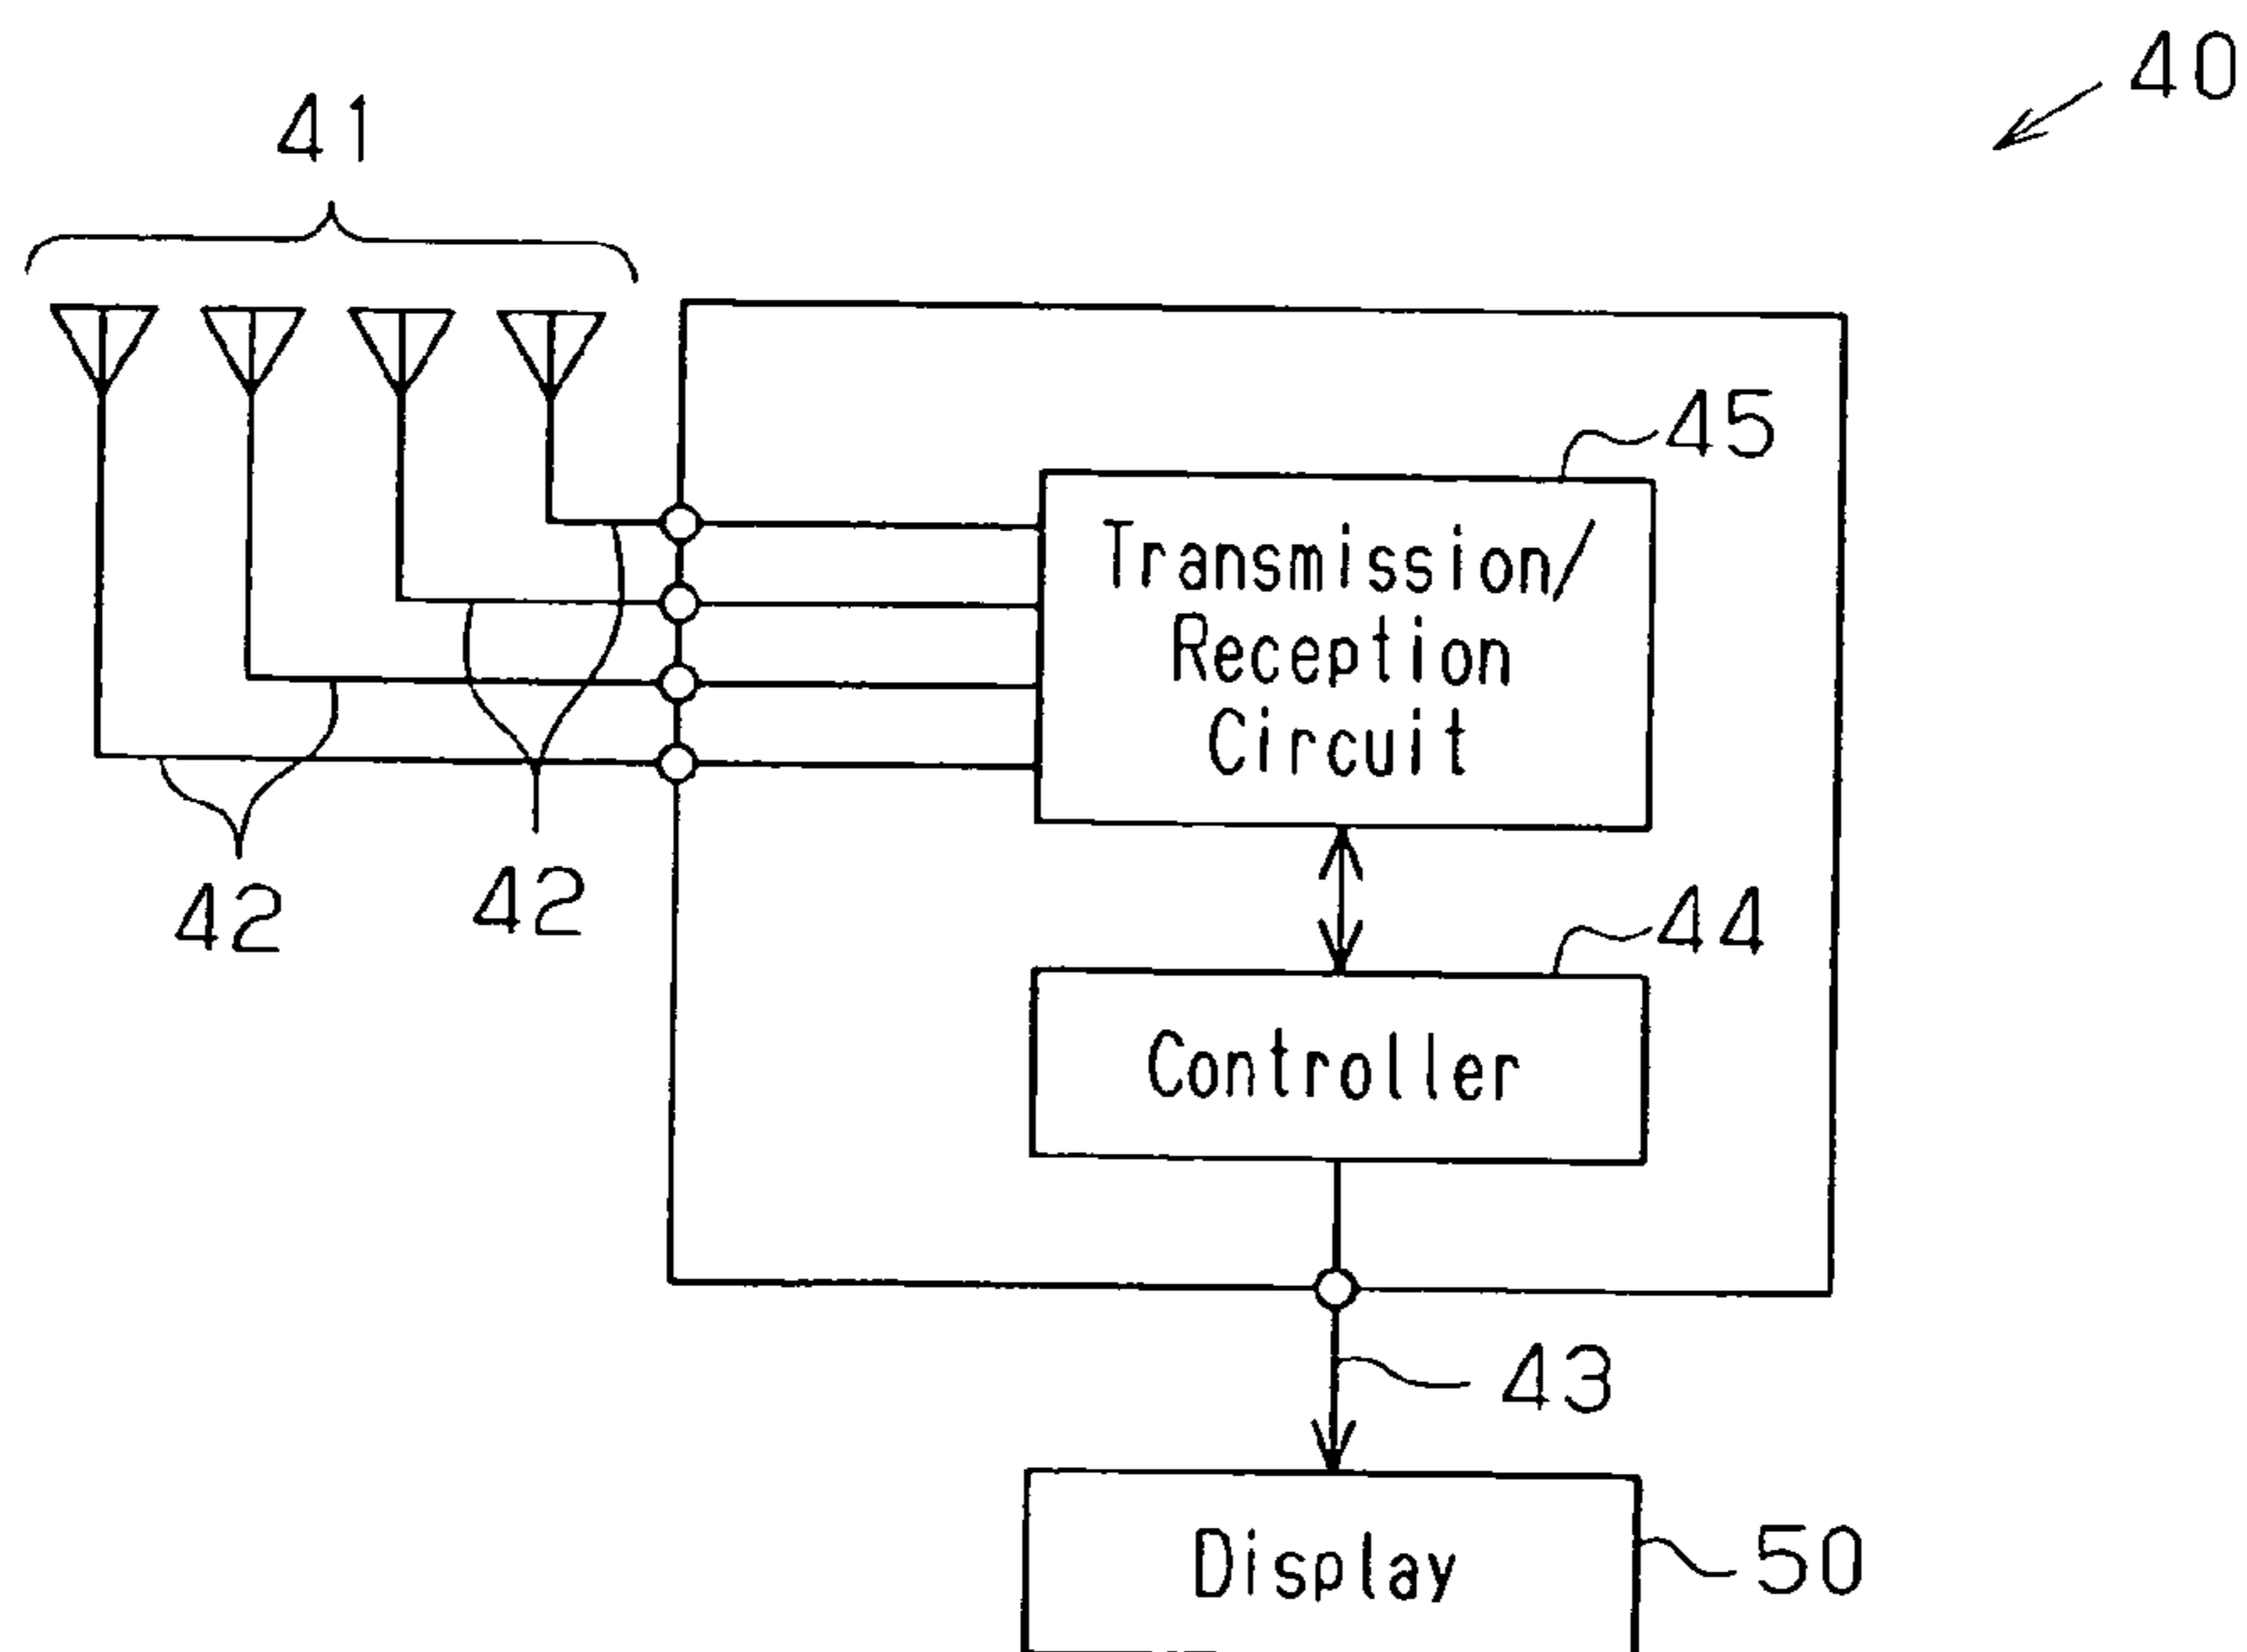 40
41
45
Transmission/
Reception
Circuit
42
42
44
Controller
43
Display
50